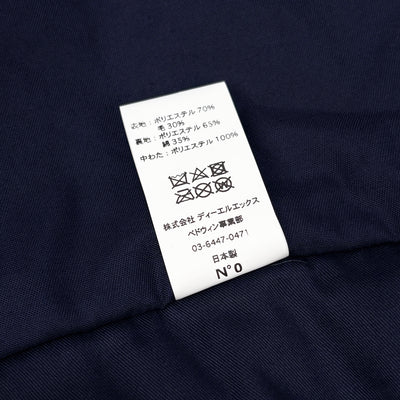 表地:ポリエステル 70%
毛 30%
裏地:ポリエステル 65%
綿 35%
中わた:ポリエステル 100%
株式会社 ディーエルエックス
ベドウィン事業部
03-6447-0471
日本製
N°0